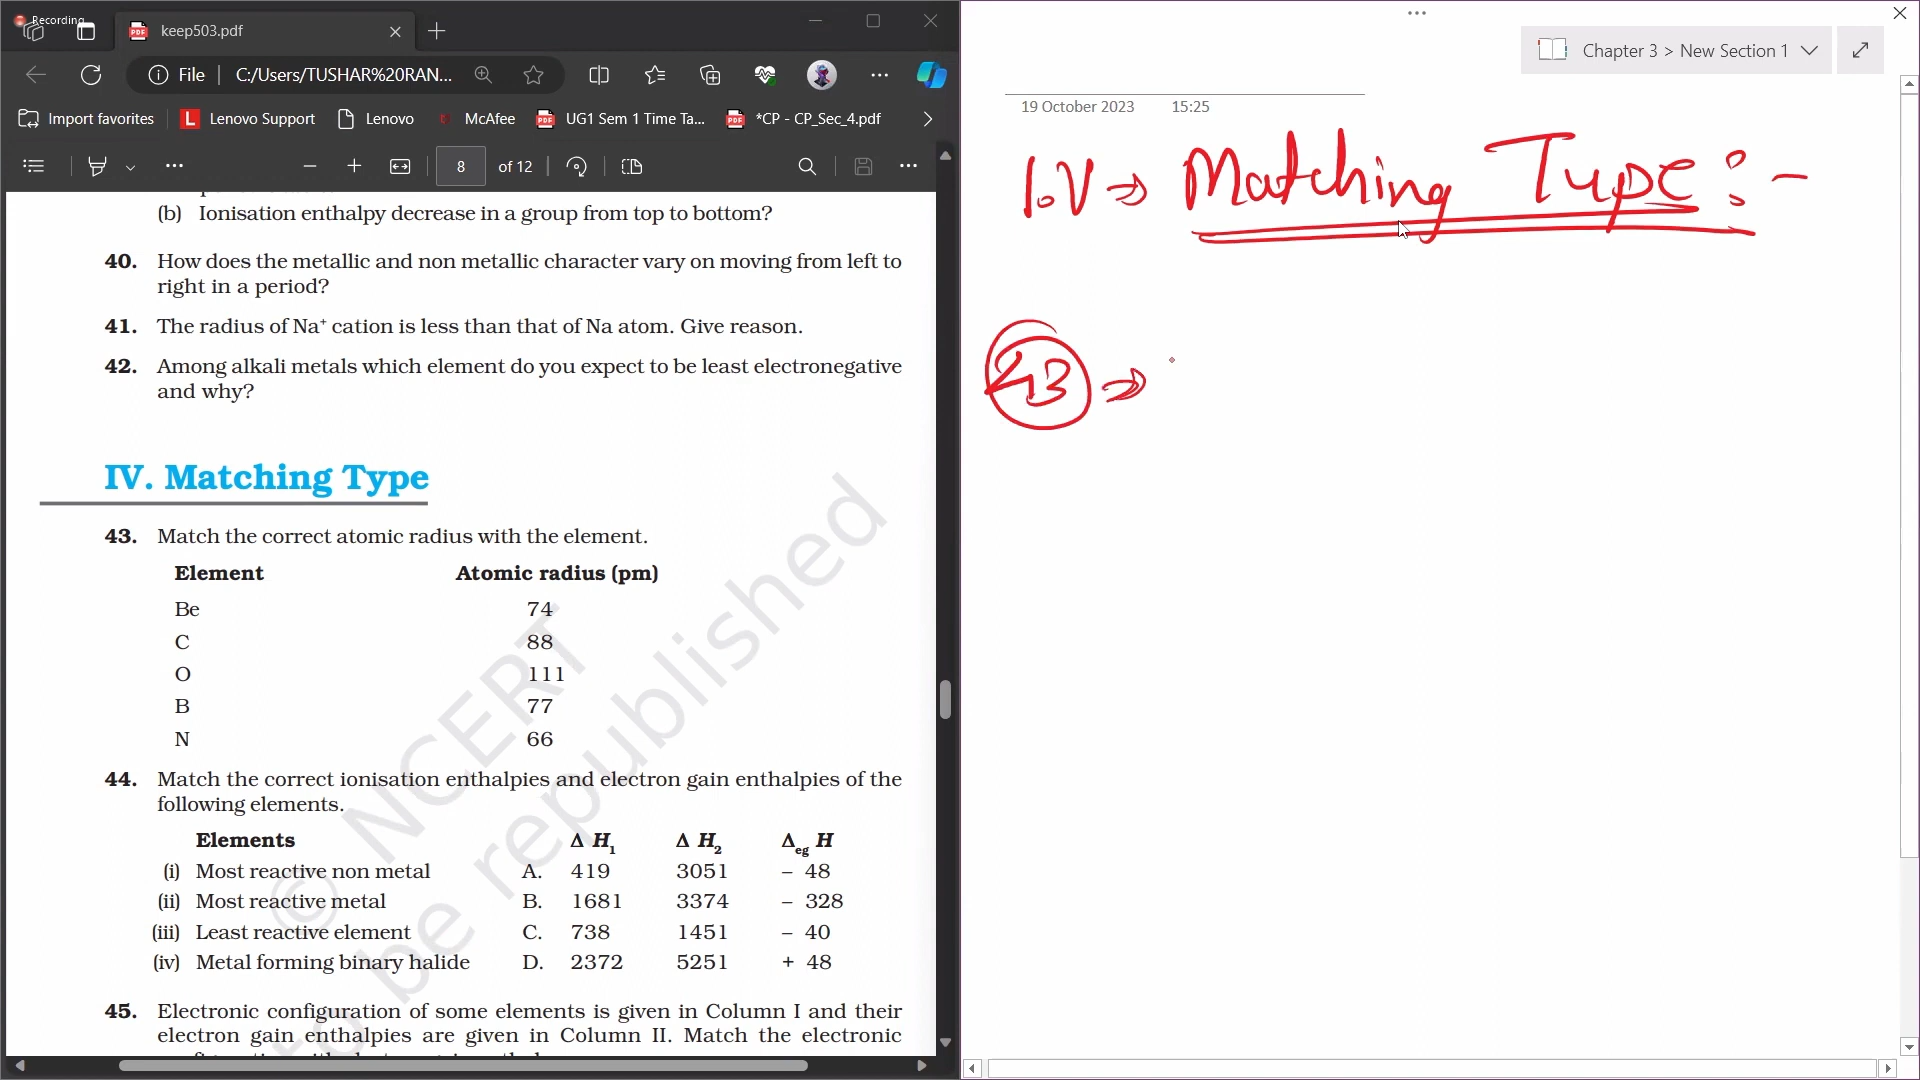 Recording
keep503.pdf
File C:/Users/TUSHAR%20RAN...
Import favorites Lenovo Support Lenovo McAfee UG1 Sem 1 Time Ta... *CP - CP_Sec_4.pdf
8 of 12
(b) Ionisation enthalpy decrease in a group from top to bottom?
40. How does the metallic and non metallic character vary on moving from left to
right in a period?
41. The radius of Na⁺ cation is less than that of Na atom. Give reason.
42. Among alkali metals which element do you expect to be least electronegative
and why?
IV. Matching Type
43. Match the correct atomic radius with the element.
Element Atomic radius (pm)
Be 74
C 88
O 111
B 77
N 66
44. Match the correct ionisation enthalpies and electron gain enthalpies of the
following elements.
Elements Δ H₁ Δ H₂ Δeg H
(i) Most reactive non metal A. 419 3051 – 48
(ii) Most reactive metal B. 1681 3374 – 328
(iii) Least reactive element C. 738 1451 – 40
(iv) Metal forming binary halide D. 2372 5251 + 48
45. Electronic configuration of some elements is given in Column I and their
electron gain enthalpies are given in Column II. Match the electronic
© NCERT
be republished
Chapter 3 > New Section 1
19 October 2023 15:25
I.V ⇒ Matching Type :-
43 ⇒